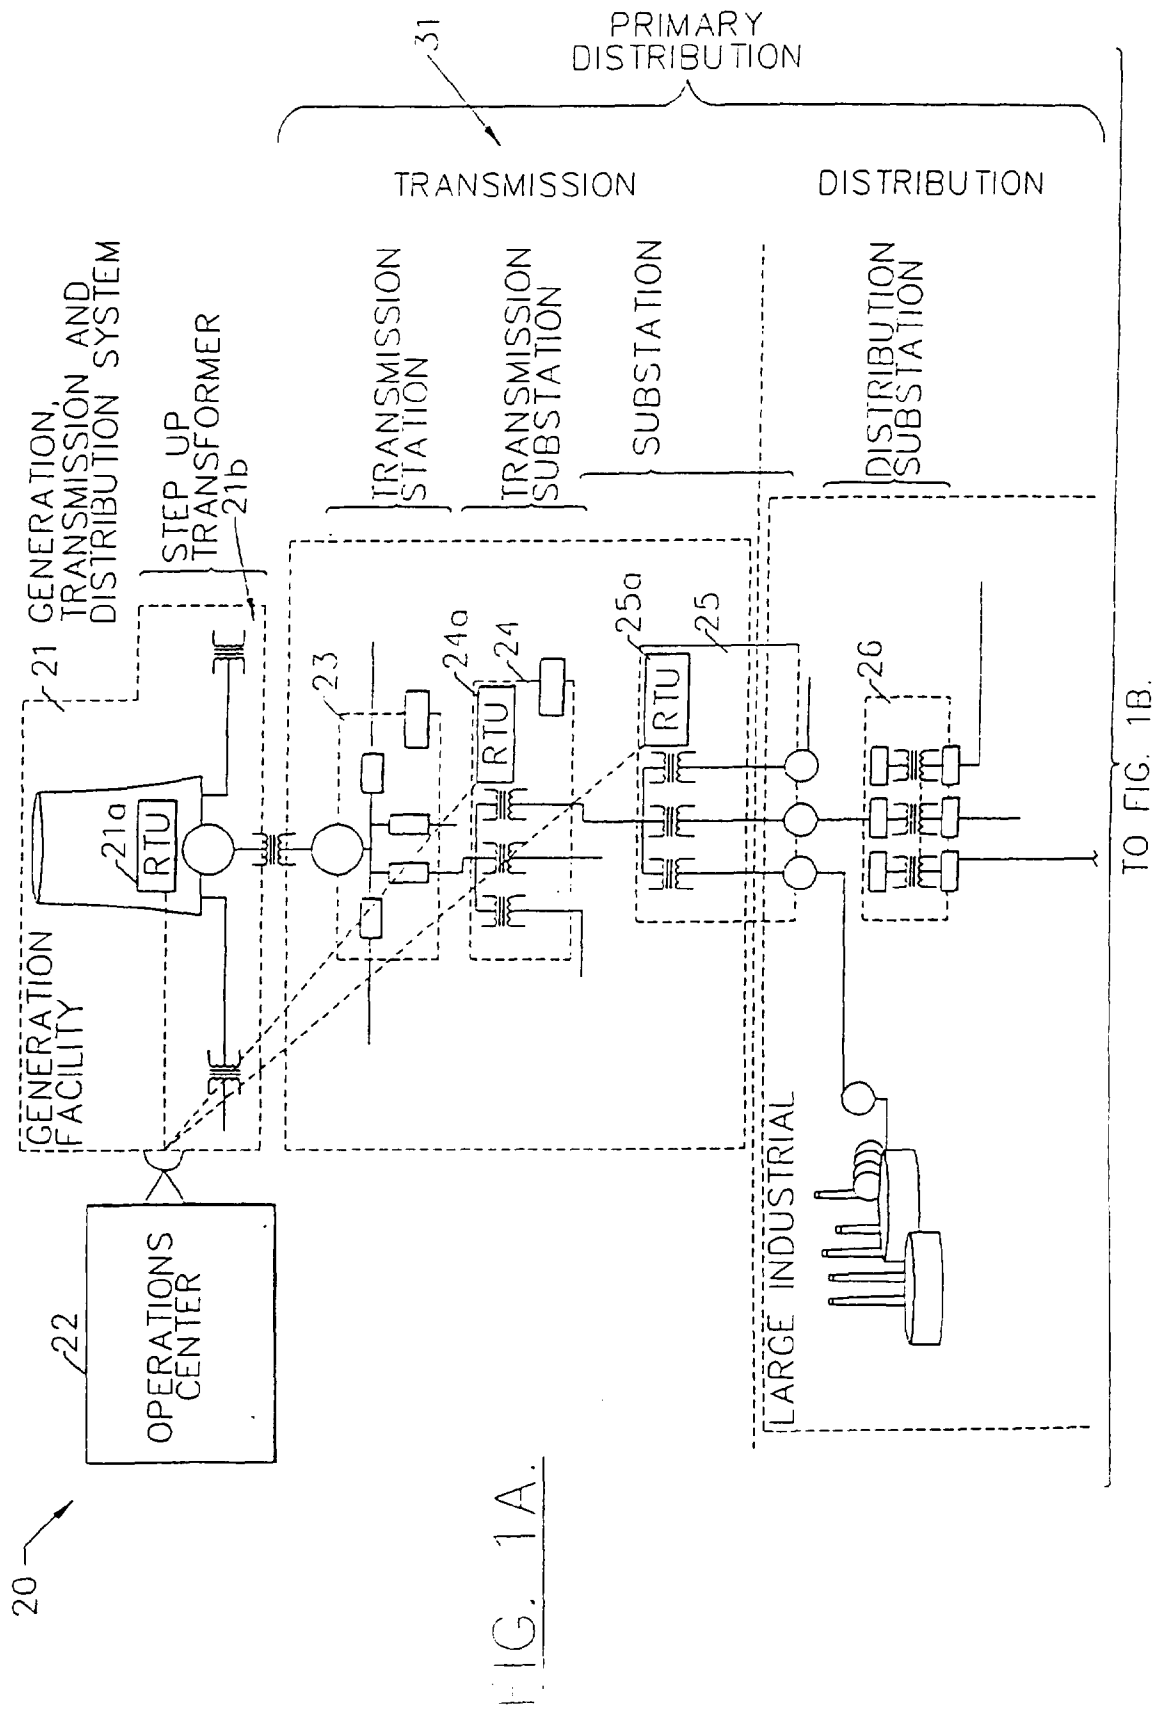 20
22
OPERATIONS
CENTER
GENERATION
FACILITY
21a
RTU
21
GENERATION,
TRANSMISSION AND
DISTRIBUTION SYSTEM
STEP UP
TRANSFORMER
21b
23
TRANSMISSION
STATION
24a
RTU
24
TRANSMISSION
SUBSTATION
25a
RTU
25
SUBSTATION
TRANSMISSION
31
PRIMARY
DISTRIBUTION
LARGE INDUSTRIAL
26
DISTRIBUTION
SUBSTATION
DISTRIBUTION
TO FIG. 1B.
FIG. 1A.